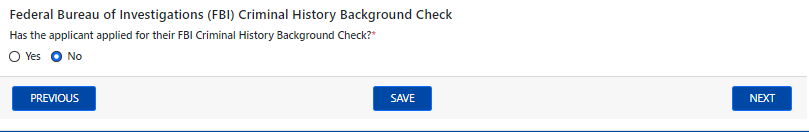 Federal Bureau of Investigations (FBI) Criminal History Background Check
Has the applicant applied for their FBI Criminal History Background Check?*
Yes No
PREVIOUS SAVE NEXT